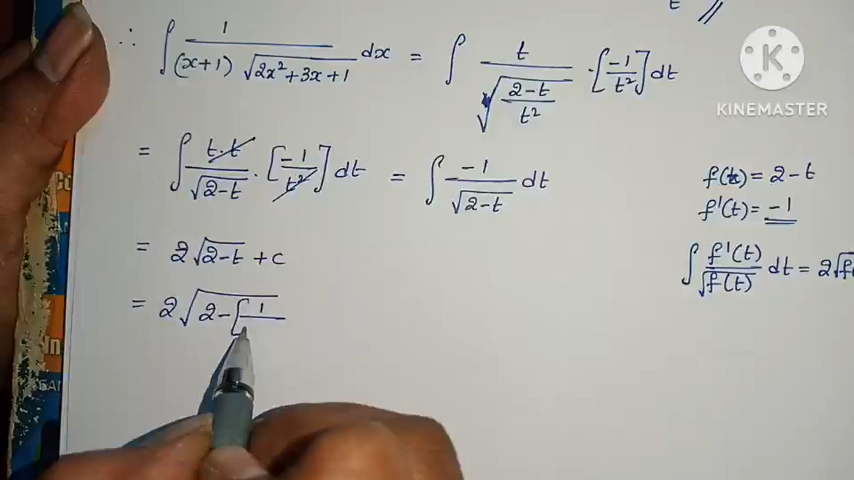 t
∴ ∫ 1/((x+1) √(2x²+3x+1)) dx = ∫ t/√((2-t)/t²) · [-1/t²] dt
= ∫ (t·t)/√(2-t) · [-1/t²] dt = ∫ -1/√(2-t) dt
= 2√(2-t) + c
= 2√(2-[1/
f(t) = 2-t
f'(t) = -1
∫ f'(t)/√f(t) dt = 2√f(
K
KINEMASTER